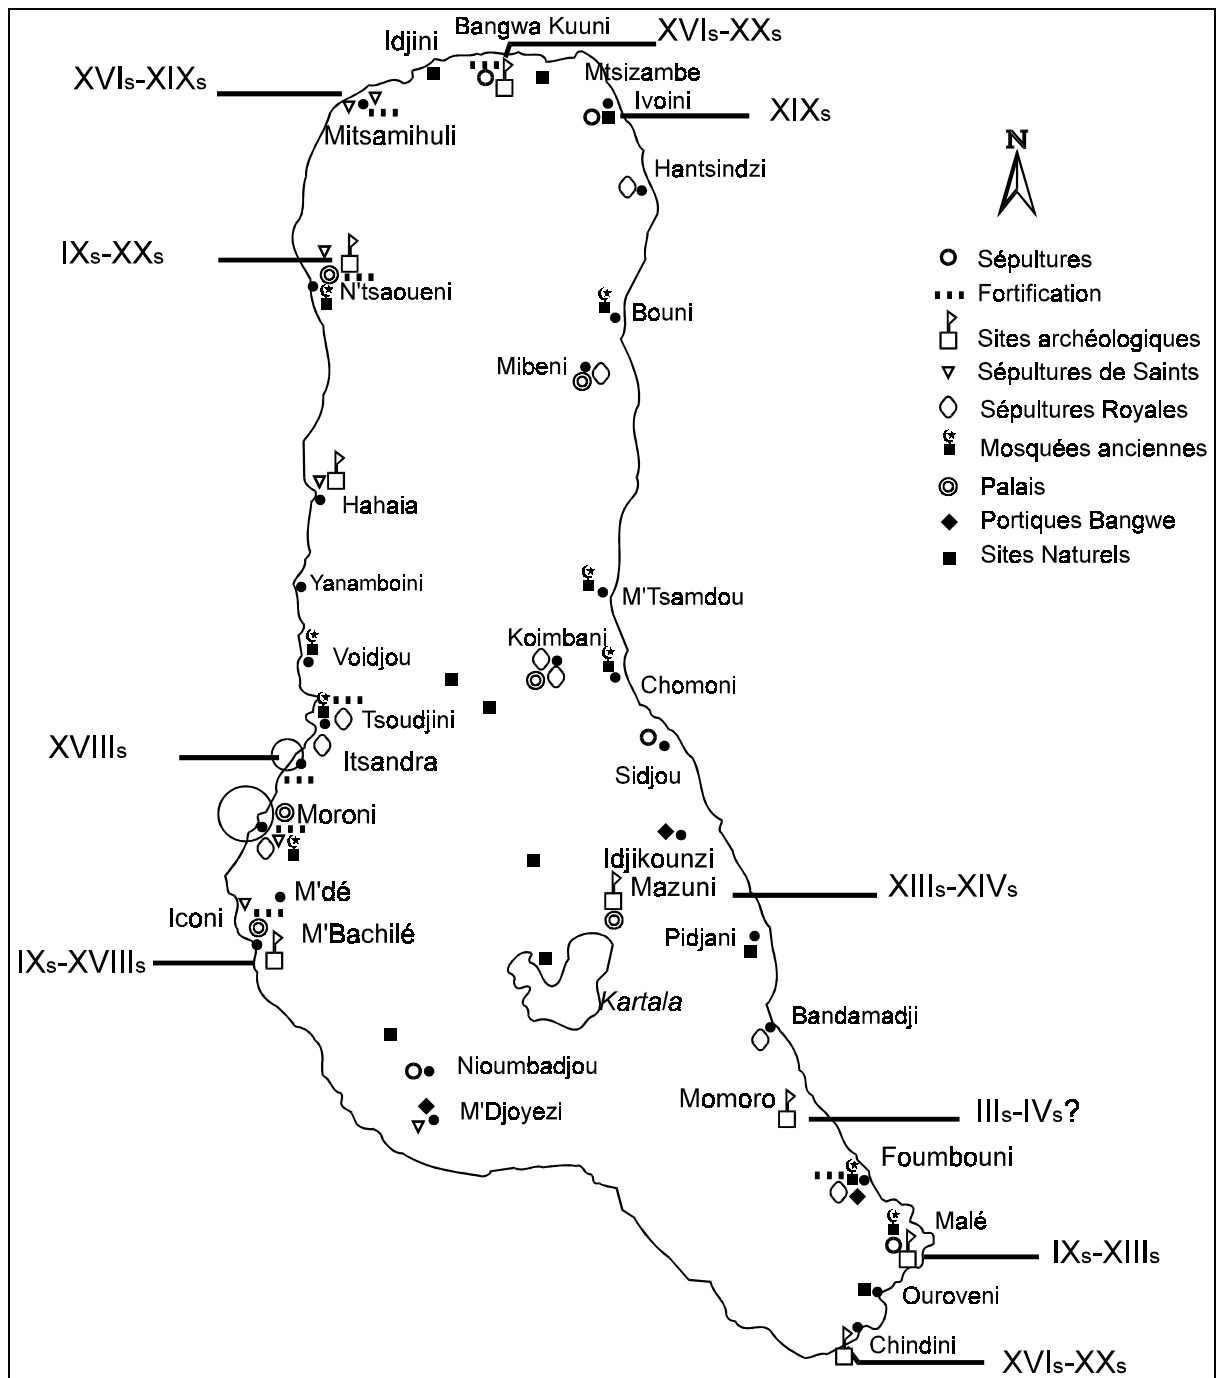 Bangwa Kuuni
XVIs-XXs
Idjini
XVIs-XIXs
Mtsizambe
Ivoini
XIXs
Mitsamihuli
Hantsindzi
N
IXs-XXs
N'tsaoueni
Bouni
Mibeni
Sépultures
Fortification
Sites archéologiques
Sépultures de Saints
Sépultures Royales
Mosquées anciennes
Palais
Portiques Bangwe
Sites Naturels
Hahaia
Yanamboini
M'Tsamdou
Koimbani
Voidjou
Chomoni
Tsoudjini
XVIIIs
Itsandra
Sidjou
Moroni
Idjikounzi
Mazuni
XIIIs-XIVs
M'dé
Iconi
M'Bachilé
Pidjani
IXs-XVIIIs
Kartala
Bandamadji
Nioumbadjou
Momoro
M'Djoyezi
IIIs-IVs?
Foumbouni
Malé
IXs-XIIIs
Ouroveni
Chindini
XVIs-XXs